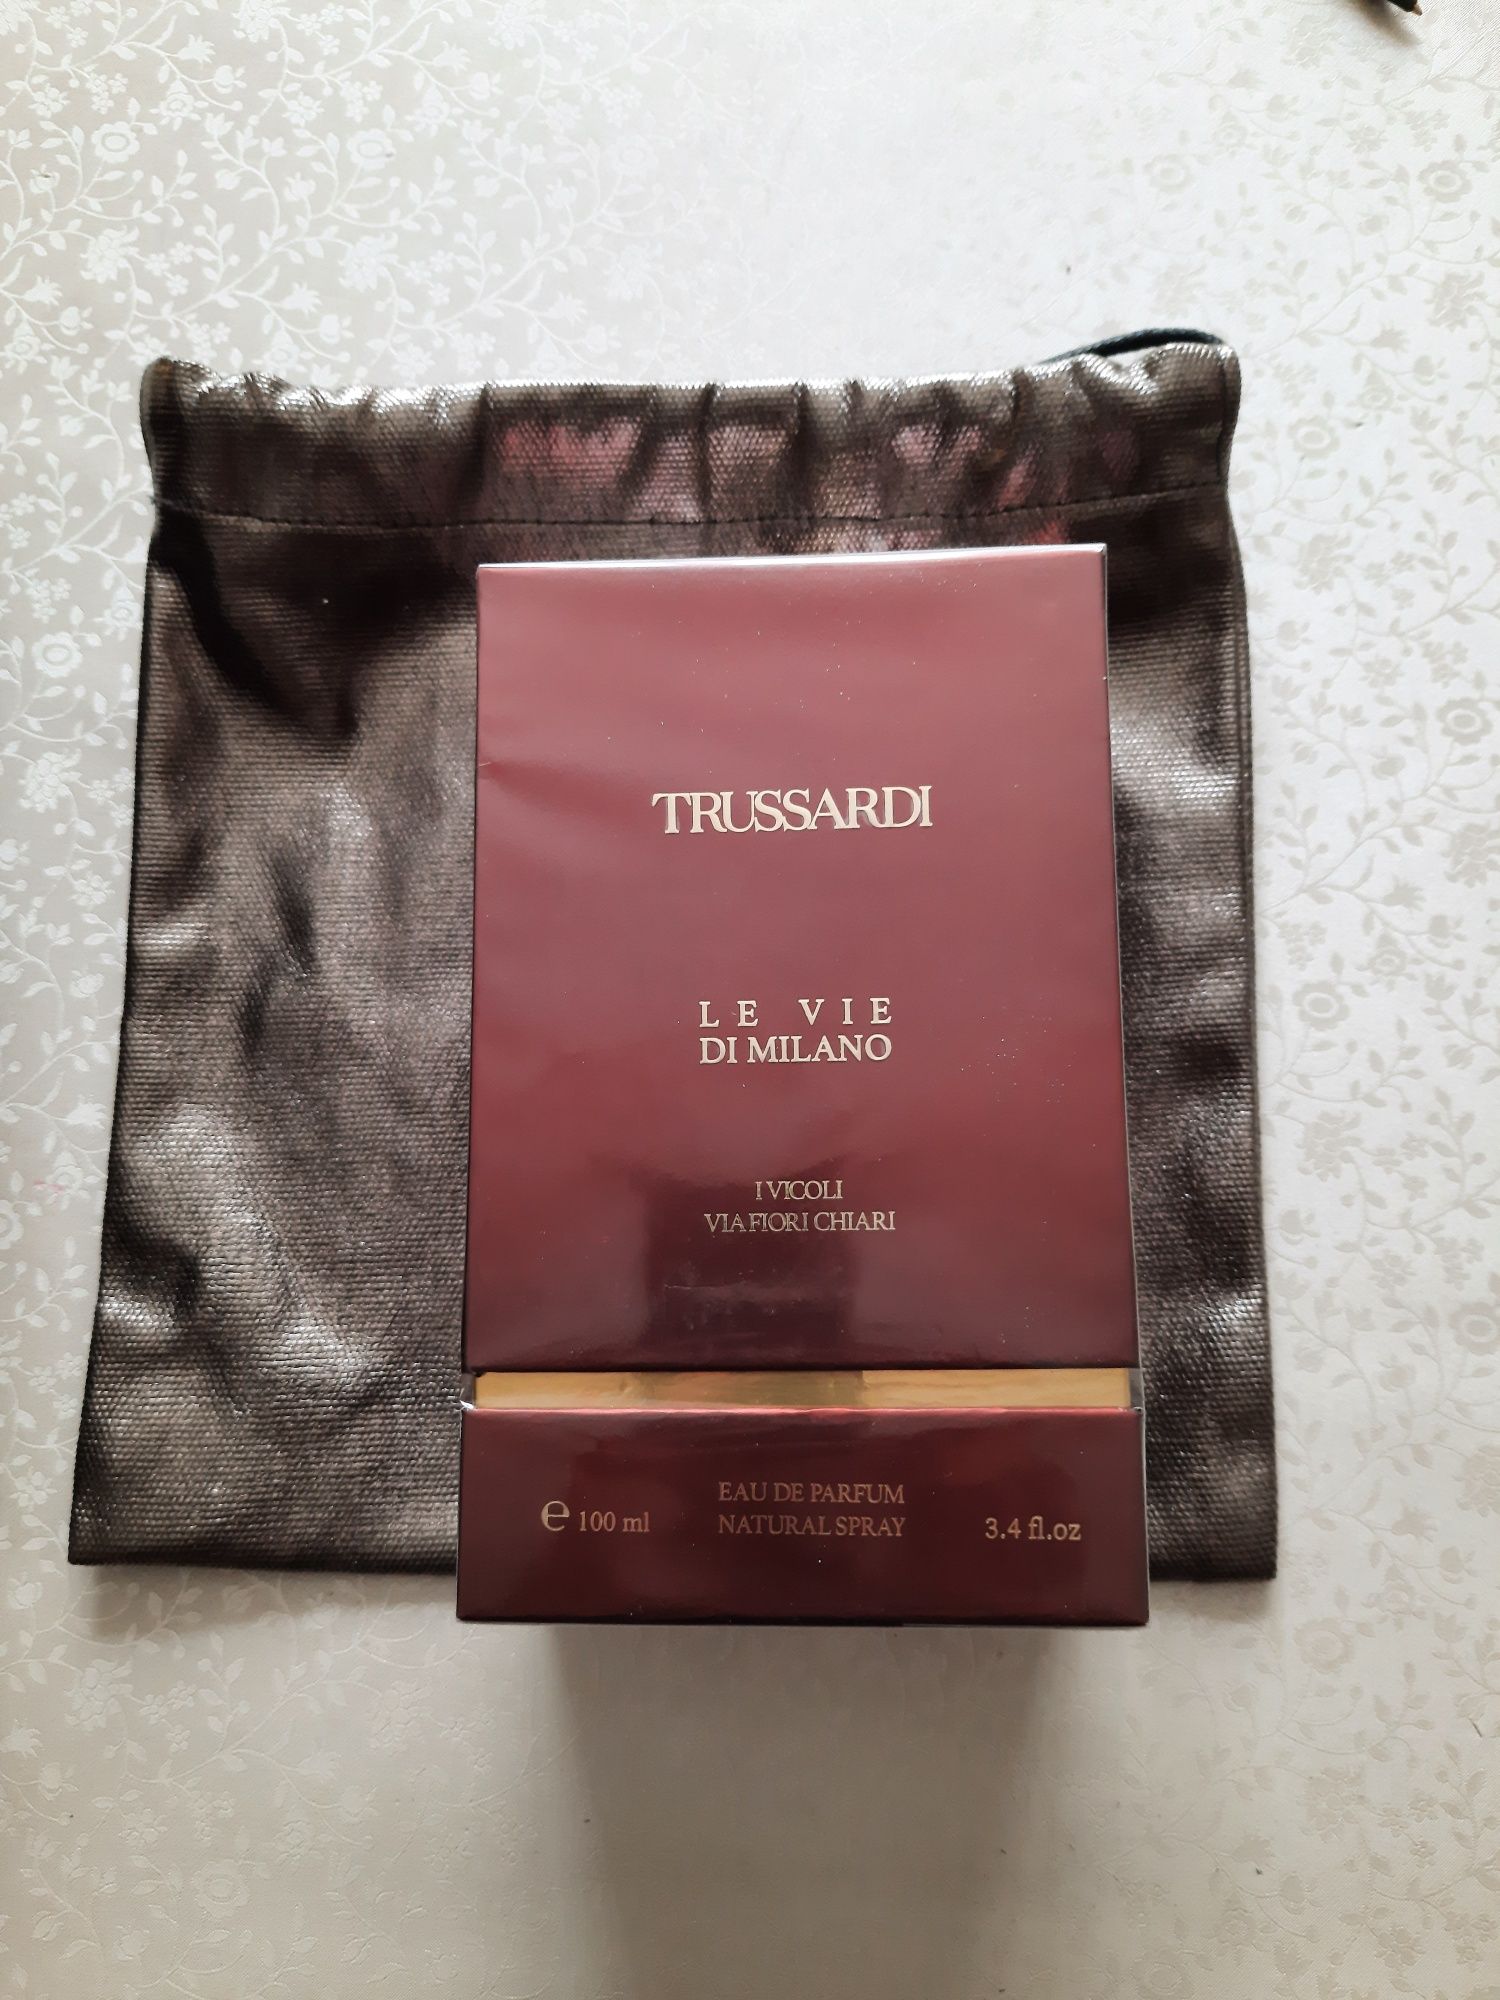 TRUSSARDI
LE VIE
DI MILANO
I VICOLI
VIA FIORI CHIARI
EAU DE PARFUM
e 100 ml NATURAL SPRAY 3.4 fl.oz